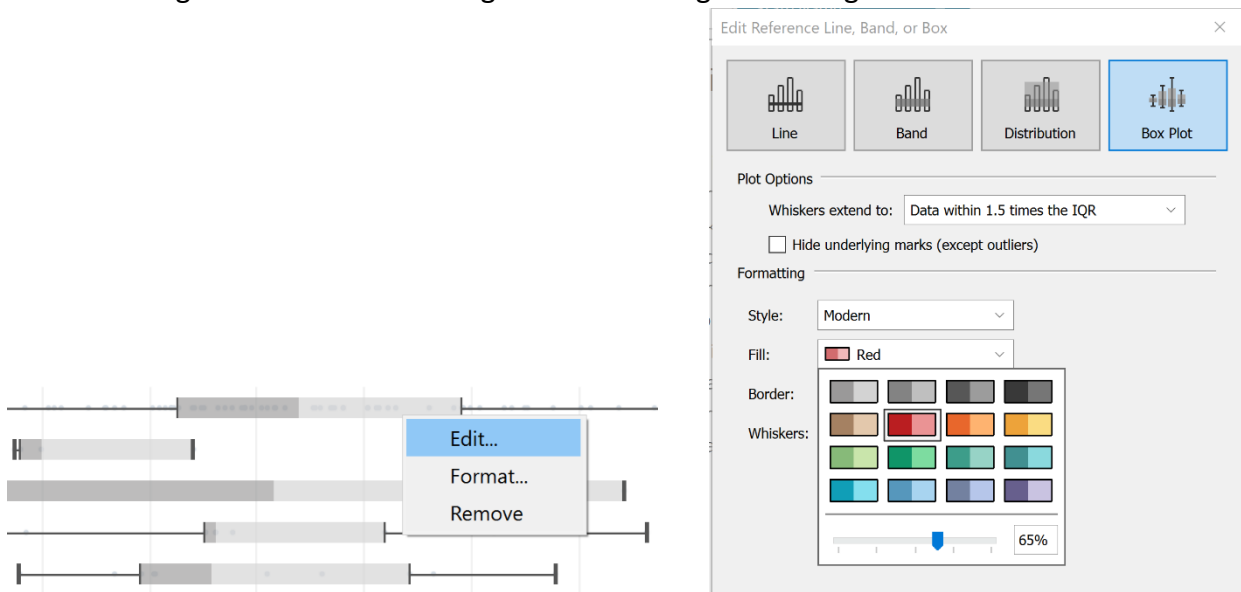 Edit...
Format...
Remove
Edit Reference Line, Band, or Box
Line Band Distribution Box Plot
Plot Options
Whiskers extend to: Data within 1.5 times the IQR
Hide underlying marks (except outliers)
Formatting
Style: Modern
Fill: Red
Border:
Whiskers:
65%